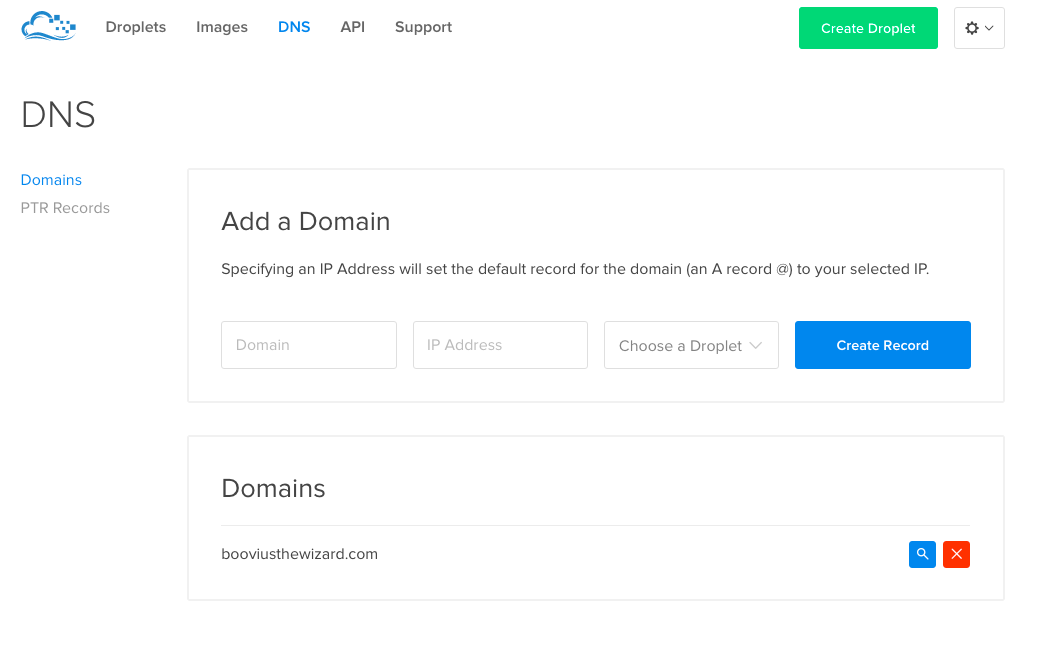 Droplets Images DNS API Support Create Droplet
DNS
Domains
PTR Records
Add a Domain
Specifying an IP Address will set the default record for the domain (an A record @) to your selected IP.
Domain IP Address Choose a Droplet Create Record
Domains
booviusthewizard.com